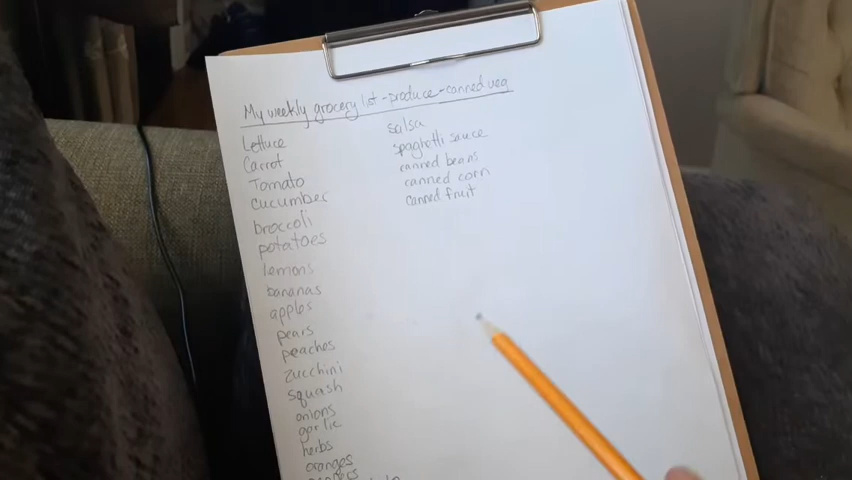 My weekly grocery list - produce - canned veg
Lettuce
Carrot
Tomato
cucumber
broccoli
potatoes
lemons
bananas
apples
pears
peaches
zucchini
squash
onions
garlic
herbs
oranges
salsa
spaghetti sauce
canned beans
canned corn
canned fruit